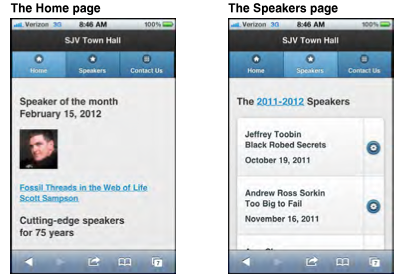 The Home page
Verizon 3G 8:46 AM 100%
SJV Town Hall
Home Speakers Contact Us
Speaker of the month
February 15, 2012
Fossil Threads in the Web of Life
Scott Sampson
Cutting-edge speakers
for 75 years
7
The Speakers page
Verizon 3G 8:46 AM 100%
SJV Town Hall
Home Speakers Contact Us
The 2011-2012 Speakers
Jeffrey Toobin
Black Robed Secrets
October 19, 2011
Andrew Ross Sorkin
Too Big to Fail
November 16, 2011
7